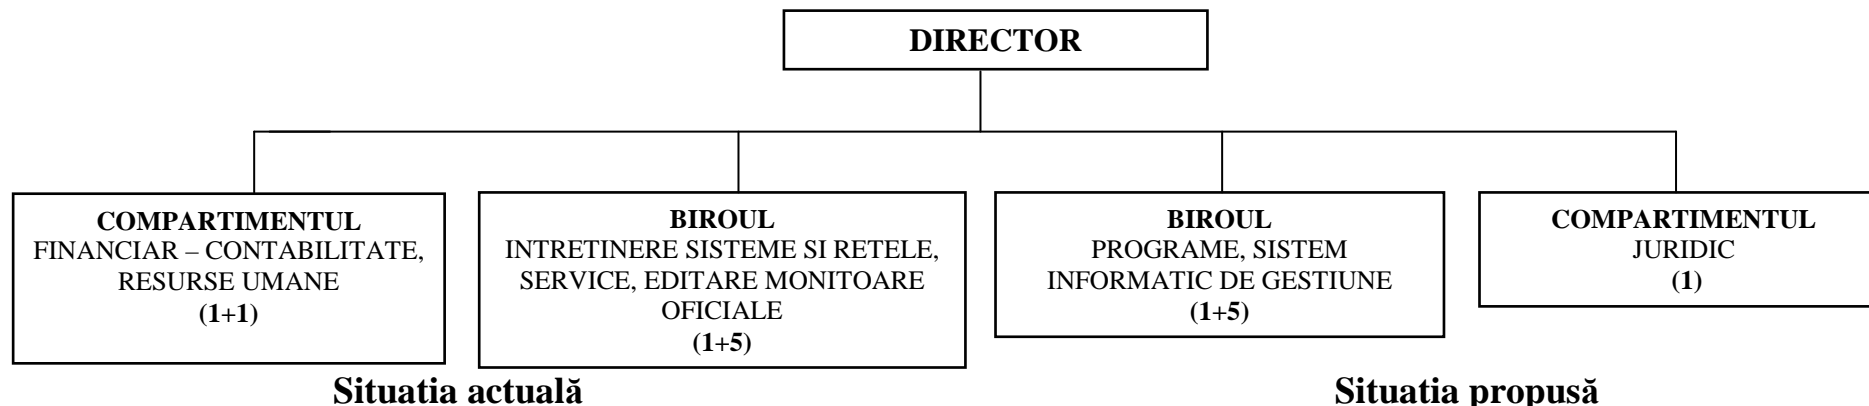 DIRECTOR
COMPARTIMENTUL
FINANCIAR – CONTABILITATE,
RESURSE UMANE
(1+1)
BIROUL
INTRETINERE SISTEME SI RETELE,
SERVICE, EDITARE MONITOARE
OFICIALE
(1+5)
BIROUL
PROGRAME, SISTEM
INFORMATIC DE GESTIUNE
(1+5)
COMPARTIMENTUL
JURIDIC
(1)
Situatia actuală
Situatia propusă